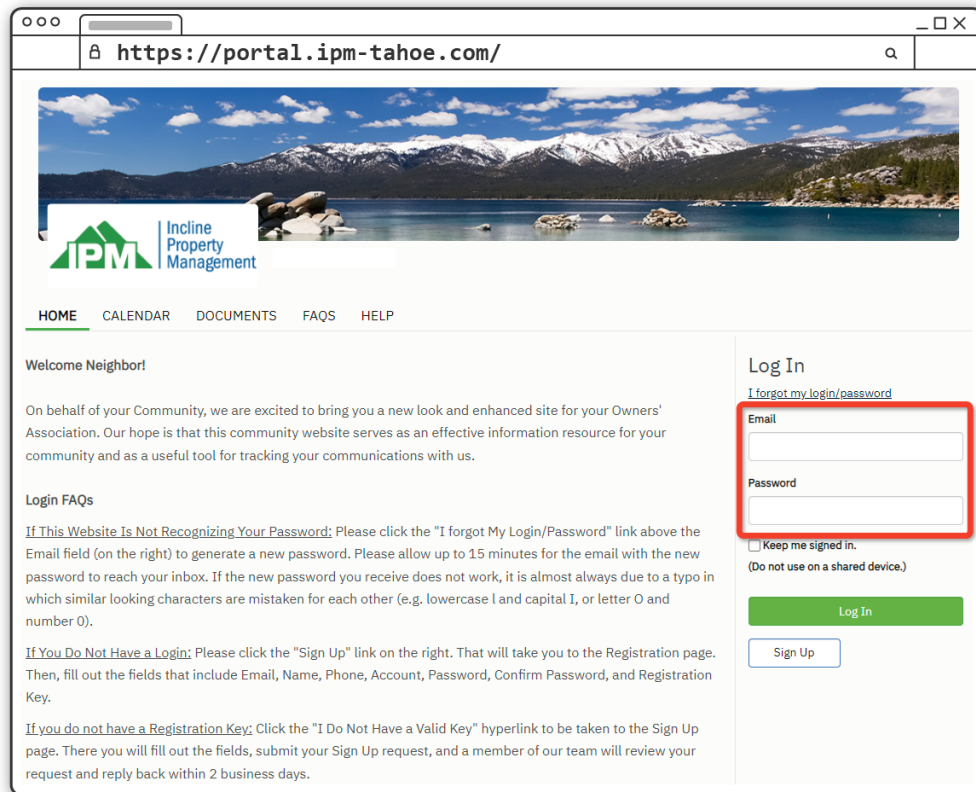 https://portal.ipm-tahoe.com/
IPM
Incline
Property
Management
HOME CALENDAR DOCUMENTS FAQS HELP
Welcome Neighbor!
On behalf of your Community, we are excited to bring you a new look and enhanced site for your Owners'
Association. Our hope is that this community website serves as an effective information resource for your
community and as a useful tool for tracking your communications with us.
Login FAQs
If This Website Is Not Recognizing Your Password: Please click the "I forgot My Login/Password" link above the
Email field (on the right) to generate a new password. Please allow up to 15 minutes for the email with the new
password to reach your inbox. If the new password you receive does not work, it is almost always due to a typo in
which similar looking characters are mistaken for each other (e.g. lowercase l and capital I, or letter O and
number 0).
If You Do Not Have a Login: Please click the "Sign Up" link on the right. That will take you to the Registration page.
Then, fill out the fields that include Email, Name, Phone, Account, Password, Confirm Password, and Registration
Key.
If you do not have a Registration Key: Click the "I Do Not Have a Valid Key" hyperlink to be taken to the Sign Up
page. There you will fill out the fields, submit your Sign Up request, and a member of our team will review your
request and reply back within 2 business days.
Log In
I forgot my login/password
Email
Password
Keep me signed in.
(Do not use on a shared device.)
Log In
Sign Up